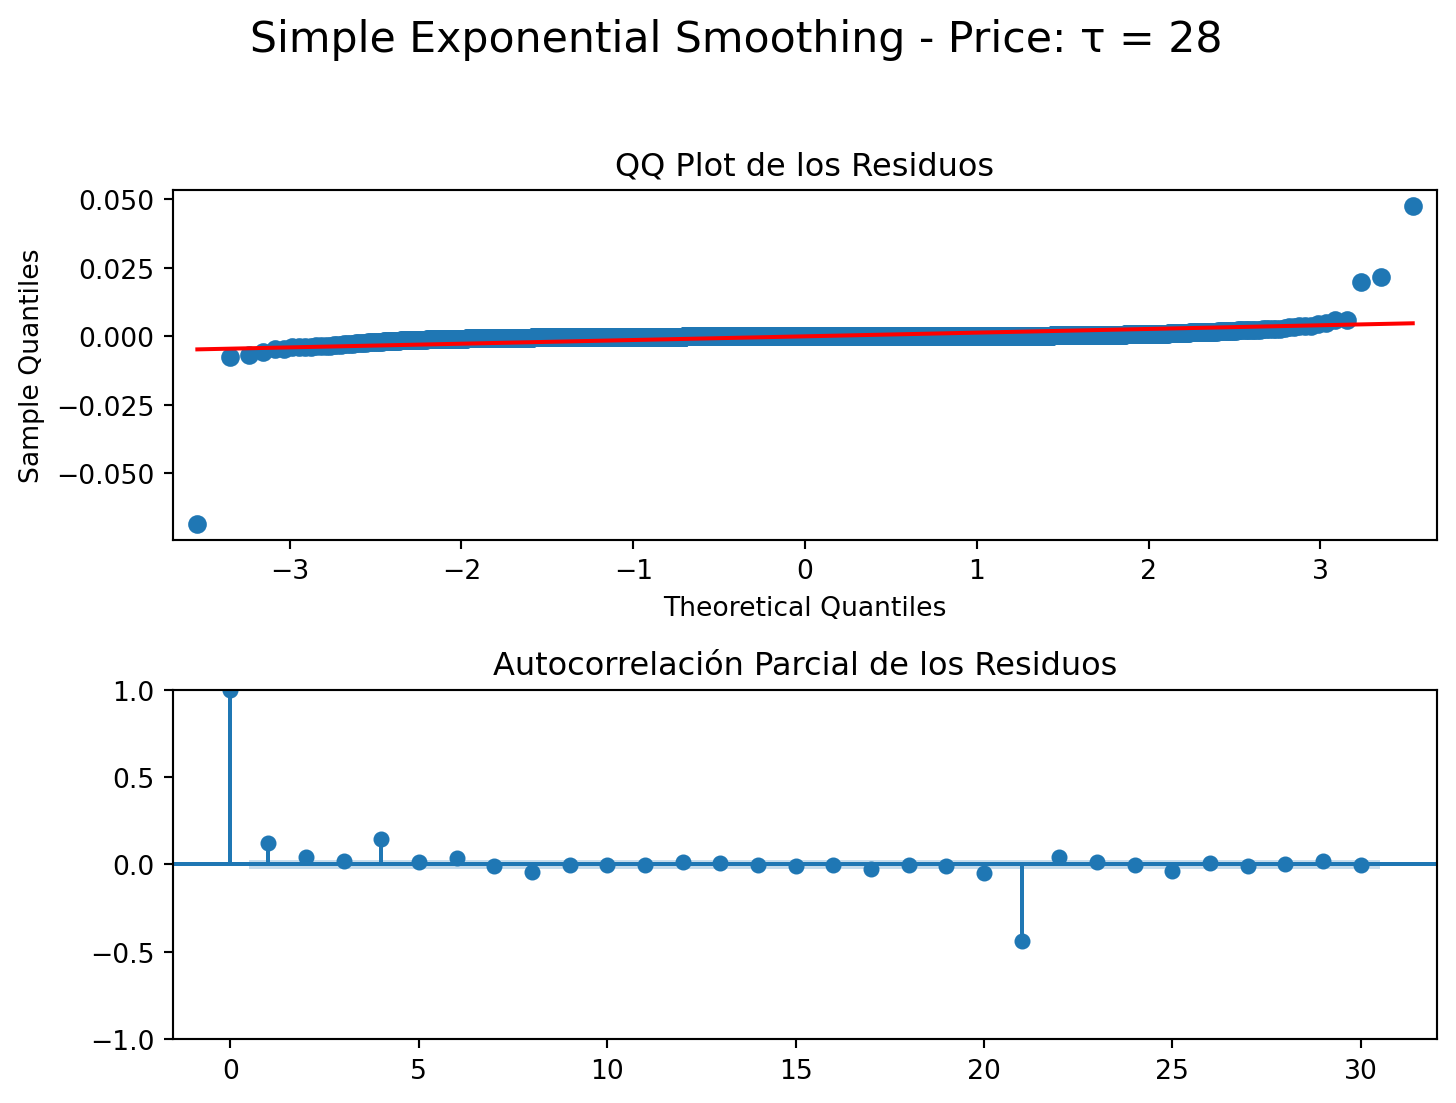 Simple Exponential Smoothing - Price: τ = 28
QQ Plot de los Residuos
0.050
0.025
0.000
−0.025
−0.050
Sample Quantiles
−3 −2 −1 0 1 2 3
Theoretical Quantiles
Autocorrelación Parcial de los Residuos
1.0
0.5
0.0
−0.5
−1.0
0 5 10 15 20 25 30